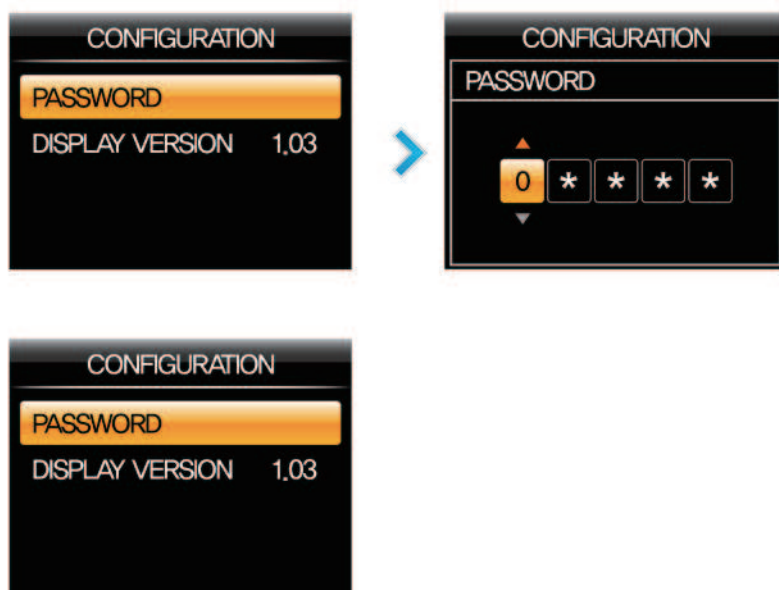 CONFIGURATION
PASSWORD
DISPLAY VERSION 1.03
CONFIGURATION
PASSWORD
0 * * * *
CONFIGURATION
PASSWORD
DISPLAY VERSION 1.03